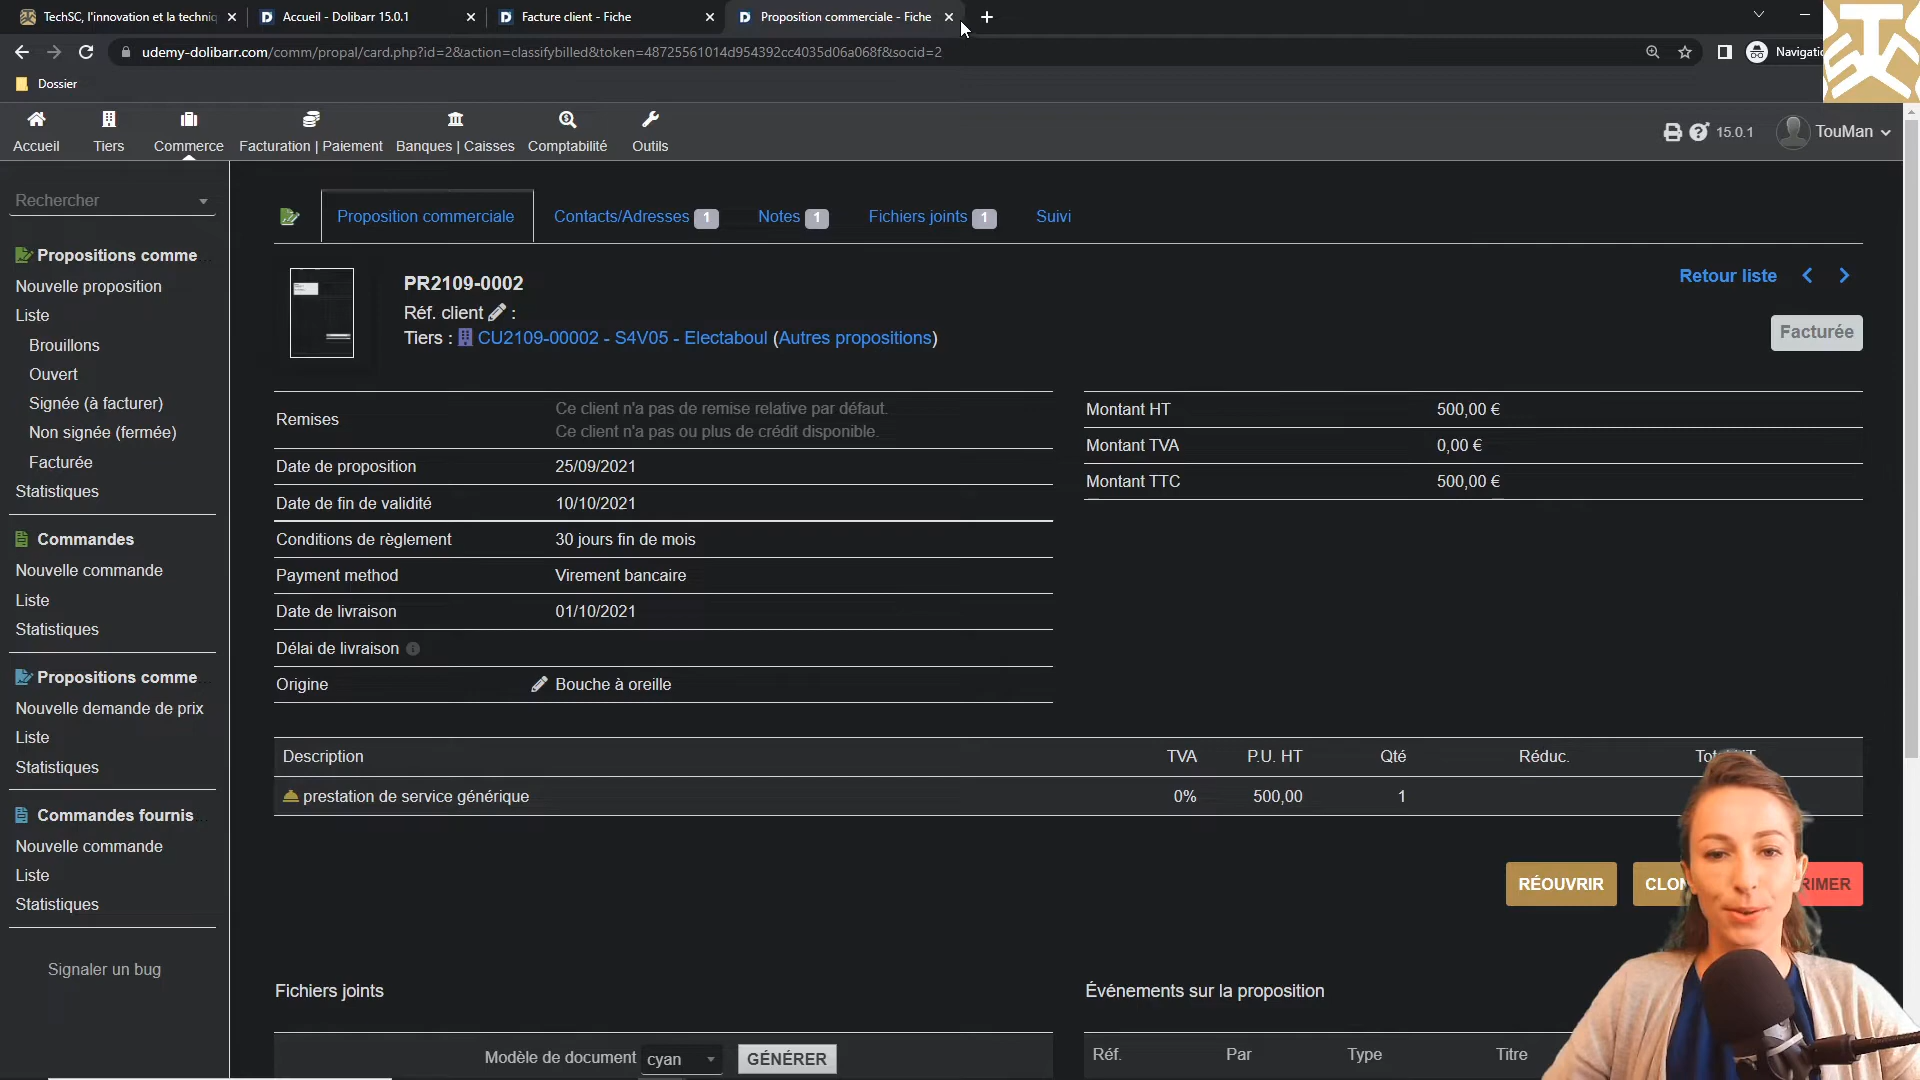 TechSC, l'innovation et la techniq
Accueil - Dolibarr 15.0.1
Facture client - Fiche
Proposition commerciale - Fiche
udemy-dolibarr.com/comm/propal/card.php?id=2&action=classifybilled&token=48725561014d954392cc4035d06a068f&socid=2
Navigatio
Dossier
Accueil
Tiers
Commerce
Facturation | Paiement
Banques | Caisses
Comptabilité
Outils
15.0.1
TouMan
Rechercher
Propositions comme
Nouvelle proposition
Liste
Brouillons
Ouvert
Signée (à facturer)
Non signée (fermée)
Facturée
Statistiques
Commandes
Nouvelle commande
Liste
Statistiques
Propositions comme
Nouvelle demande de prix
Liste
Statistiques
Commandes fournis
Nouvelle commande
Liste
Statistiques
Signaler un bug
Proposition commerciale
Contacts/Adresses 1
Notes 1
Fichiers joints 1
Suivi
PR2109-0002
Réf. client :
Tiers : CU2109-00002 - S4V05 - Electaboul (Autres propositions)
Retour liste
Facturée
Remises
Ce client n'a pas de remise relative par défaut.
Ce client n'a pas ou plus de crédit disponible.
Date de proposition 25/09/2021
Date de fin de validité 10/10/2021
Conditions de règlement 30 jours fin de mois
Payment method Virement bancaire
Date de livraison 01/10/2021
Délai de livraison
Origine Bouche à oreille
Montant HT 500,00 €
Montant TVA 0,00 €
Montant TTC 500,00 €
Description TVA P.U. HT Qté Réduc.
prestation de service générique 0% 500,00 1
RÉOUVRIR
CLON
RIMER
Fichiers joints
Modèle de document cyan GÉNÉRER
Événements sur la proposition
Réf. Par Type Titre